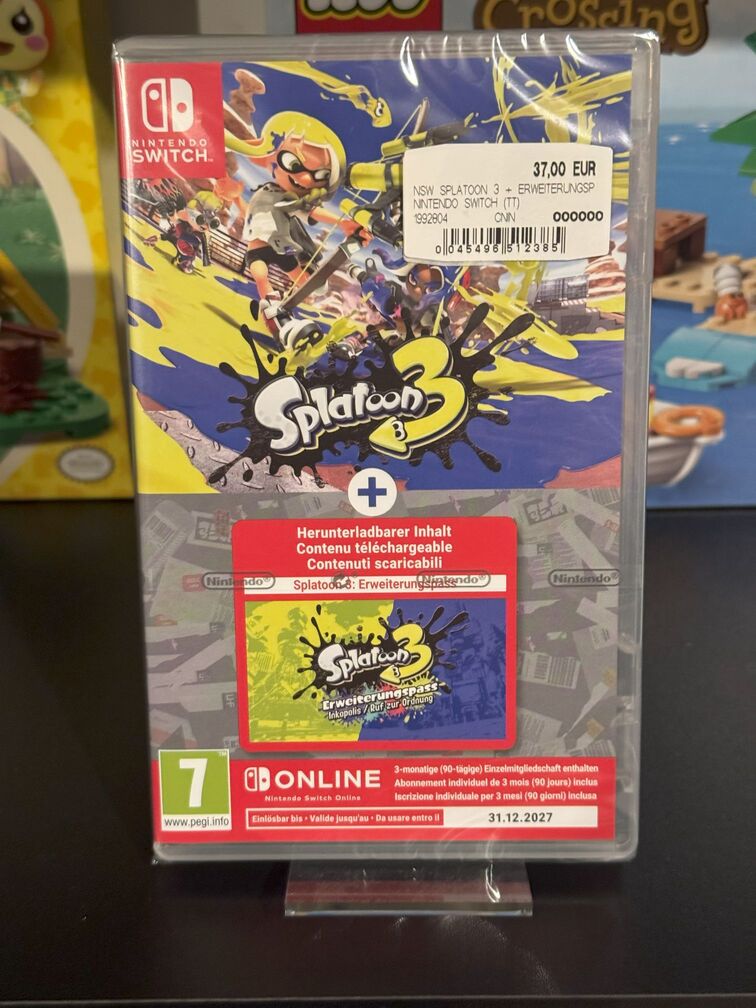 Crossing
NINTENDO
SWITCH™
37,00 EUR
NSW SPLATOON 3 + ERWEITERUNGSP
NINTENDO SWITCH (TT)
1992804 CNIN 000000
0 045496 512385
Splatoon 3
+
Herunterladbarer Inhalt
Contenu téléchargeable
Contenuti scaricabili
Nintendo® Nintendo® Nintendo®
Splatoon 3: Erweiterungspass
Splatoon 3
Erweiterungspass
Inkopolis / Ruf zur Ordnung
7
www.pegi.info
ONLINE
Nintendo Switch Online
3-monatige (90-tägige) Einzelmitgliedschaft enthalten
Abonnement individuel de 3 mois (90 jours) inclus
Iscrizione individuale per 3 mesi (90 giorni) inclusa
Einlösbar bis • Valide jusqu'au • Da usare entro il
31.12.2027